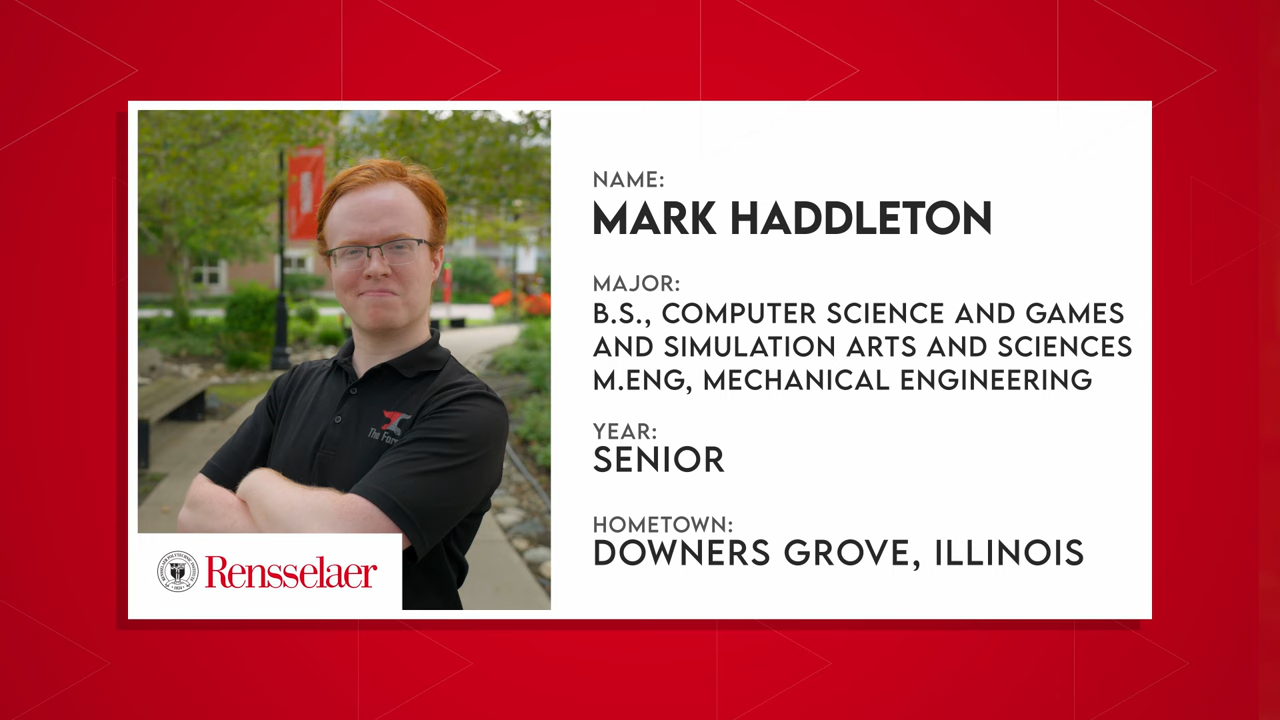 NAME:
MARK HADDLETON
MAJOR:
B.S., COMPUTER SCIENCE AND GAMES
AND SIMULATION ARTS AND SCIENCES
M.ENG, MECHANICAL ENGINEERING
YEAR:
SENIOR
HOMETOWN:
DOWNERS GROVE, ILLINOIS
The
Rensselaer